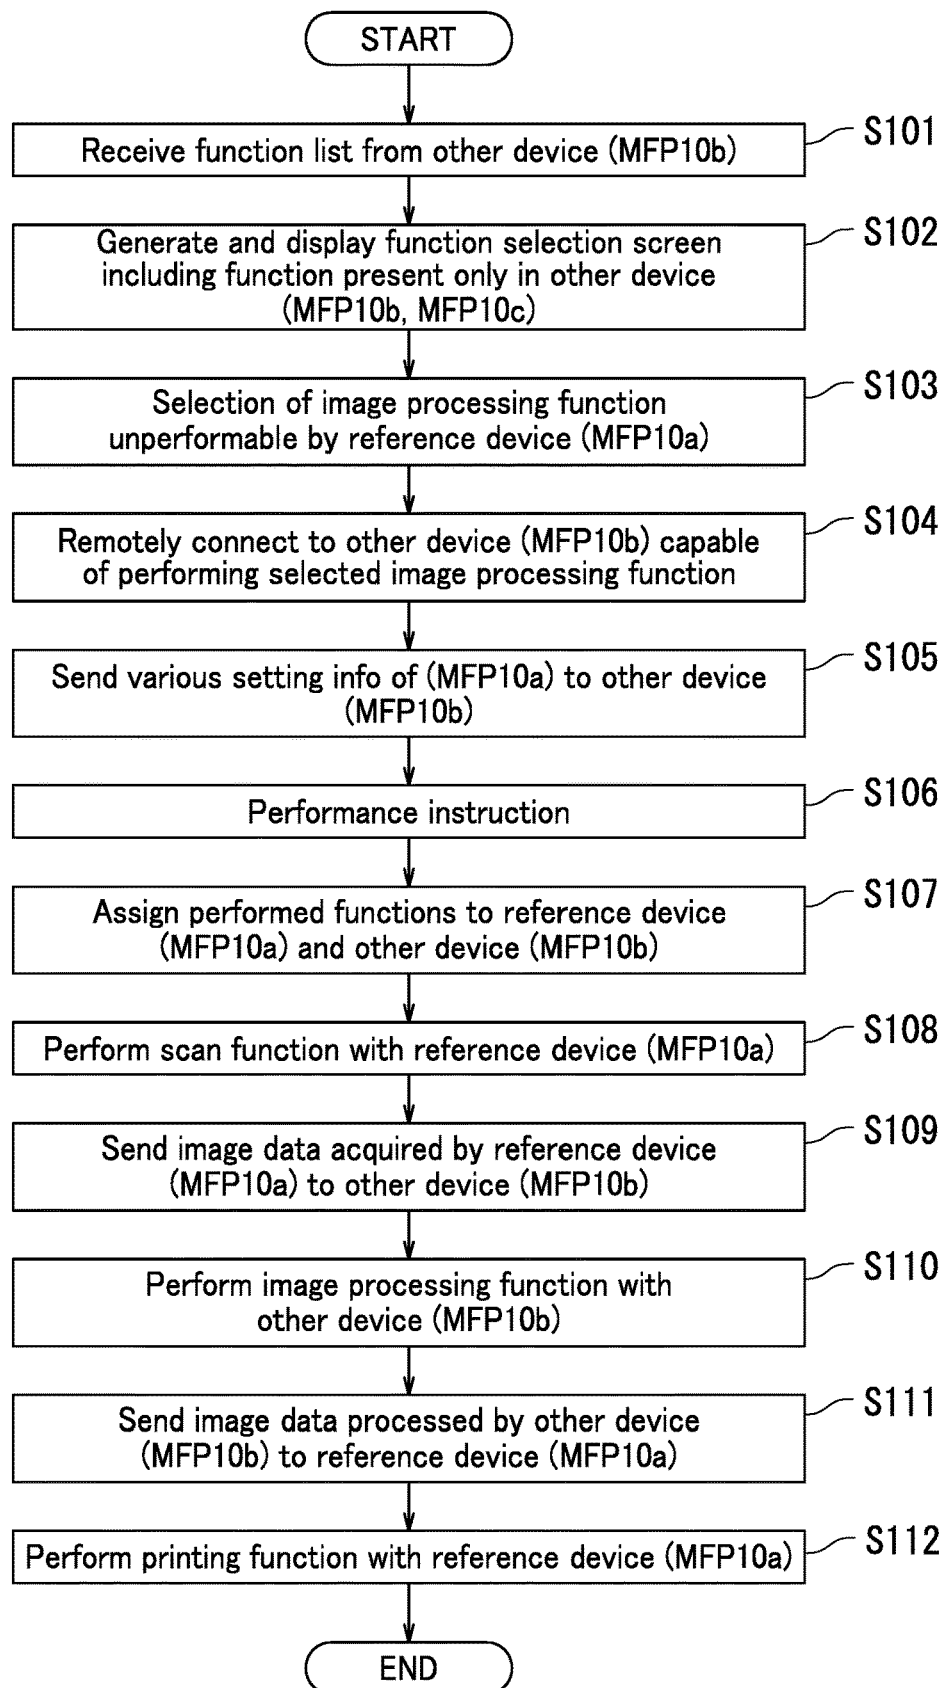 START
Receive function list from other device (MFP10b)
S101
Generate and display function selection screen
including function present only in other device
(MFP10b, MFP10c)
S102
Selection of image processing function
unperformable by reference device (MFP10a)
S103
Remotely connect to other device (MFP10b) capable
of performing selected image processing function
S104
Send various setting info of (MFP10a) to other device
(MFP10b)
S105
Performance instruction
S106
Assign performed functions to reference device
(MFP10a) and other device (MFP10b)
S107
Perform scan function with reference device (MFP10a)
S108
Send image data acquired by reference device
(MFP10a) to other device (MFP10b)
S109
Perform image processing function with
other device (MFP10b)
S110
Send image data processed by other device
(MFP10b) to reference device (MFP10a)
S111
Perform printing function with reference device (MFP10a)
S112
END